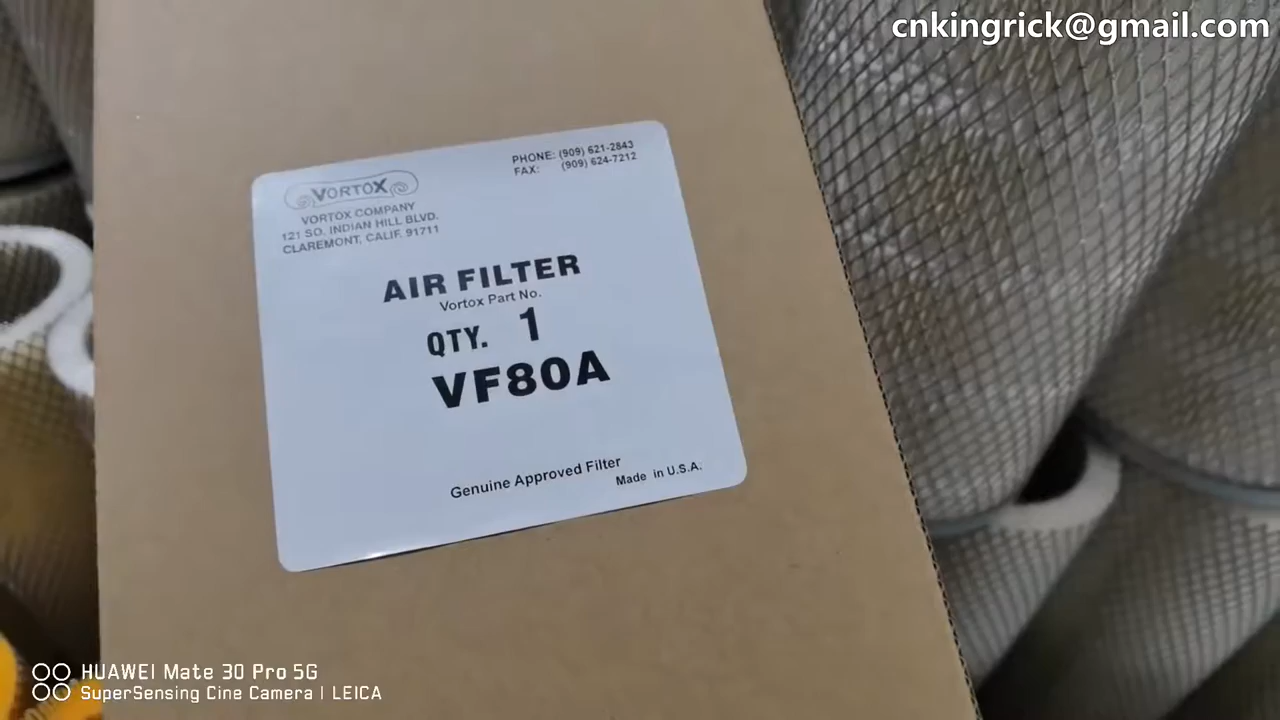 cnkingrick@gmail.com
VORTOX
VORTOX COMPANY
121 SO. INDIAN HILL BLVD.
CLAREMONT, CALIF. 91711
PHONE: (909) 621-2843
FAX: (909) 624-7212
AIR FILTER
Vortox Part No.
QTY. 1
VF80A
Genuine Approved Filter
Made in U.S.A.
HUAWEI Mate 30 Pro 5G
SuperSensing Cine Camera | LEICA